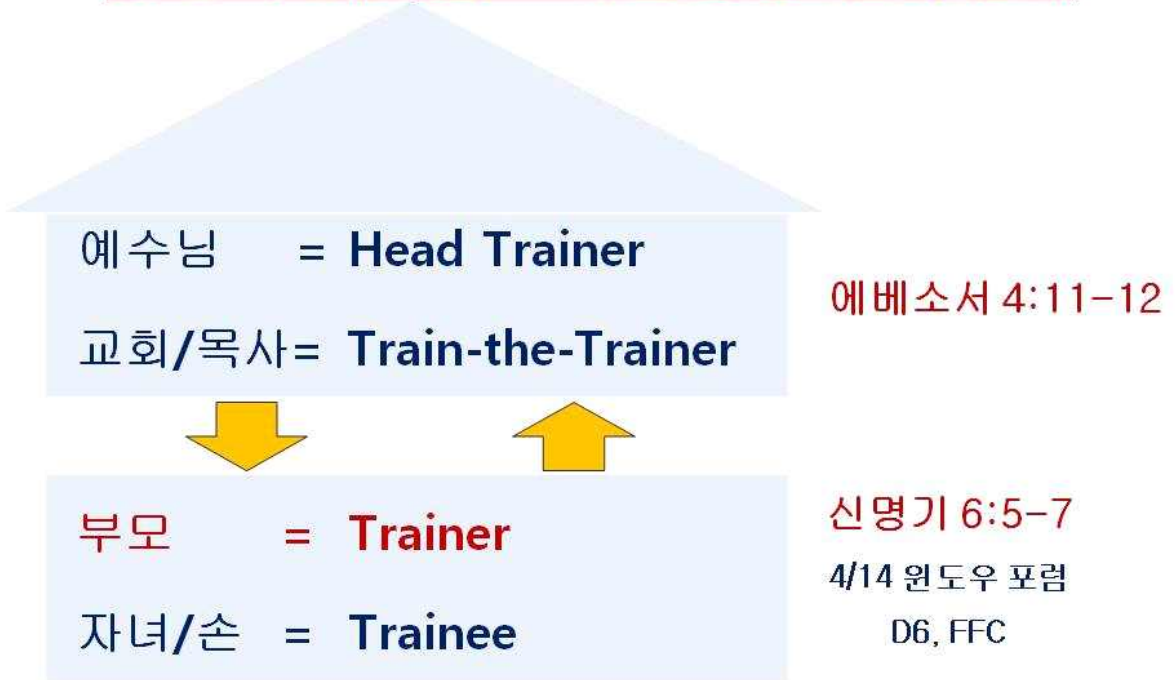 예수님 = Head Trainer
교회/목사= Train-the-Trainer
에베소서 4:11-12
부모 = Trainer
자녀/손 = Trainee
신명기 6:5-7
4/14 윈도우 포럼
D6, FFC